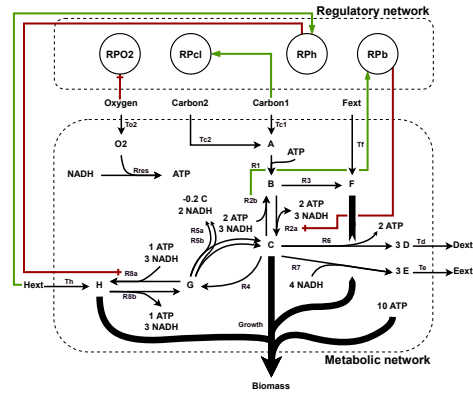 Regulatory network
RPO2
RPcl
RPh
RPb
Oxygen
Carbon2
Carbon1
Fext
To2
Tc2
Tc1
Tf
O2
A
ATP
NADH
Rres
ATP
R1
B
R3
F
-0.2 C
2 NADH
R5a
R5b
2 ATP
3 NADH
R2b
2 ATP
3 NADH
R2a
2 ATP
C
R6
3 D
Td
Dext
1 ATP
3 NADH
R8a
R7
3 E
Te
Eext
4 NADH
Hext
Th
H
G
R4
R8b
1 ATP
3 NADH
10 ATP
Growth
Metabolic network
Biomass